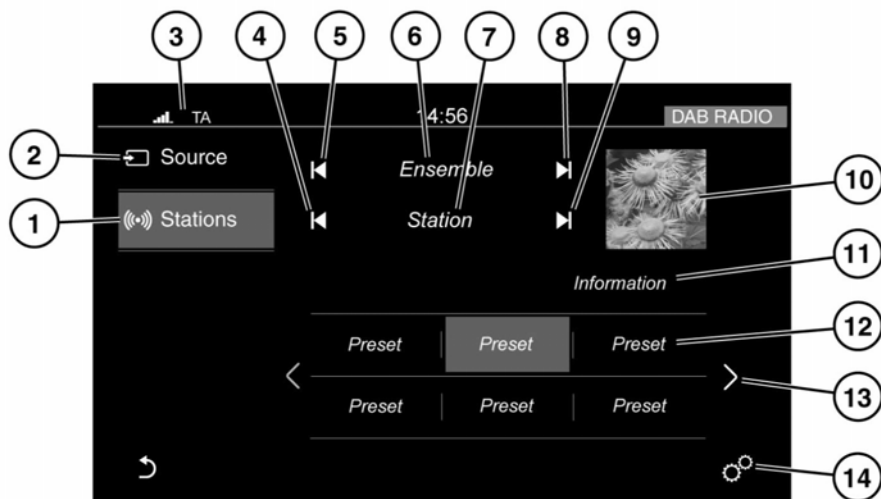 3 4 5 6 7 8 9
TA 14:56 DAB RADIO
2 Source Ensemble
10
1 Stations Station
Information 11
Preset Preset Preset 12
13
Preset Preset Preset
14